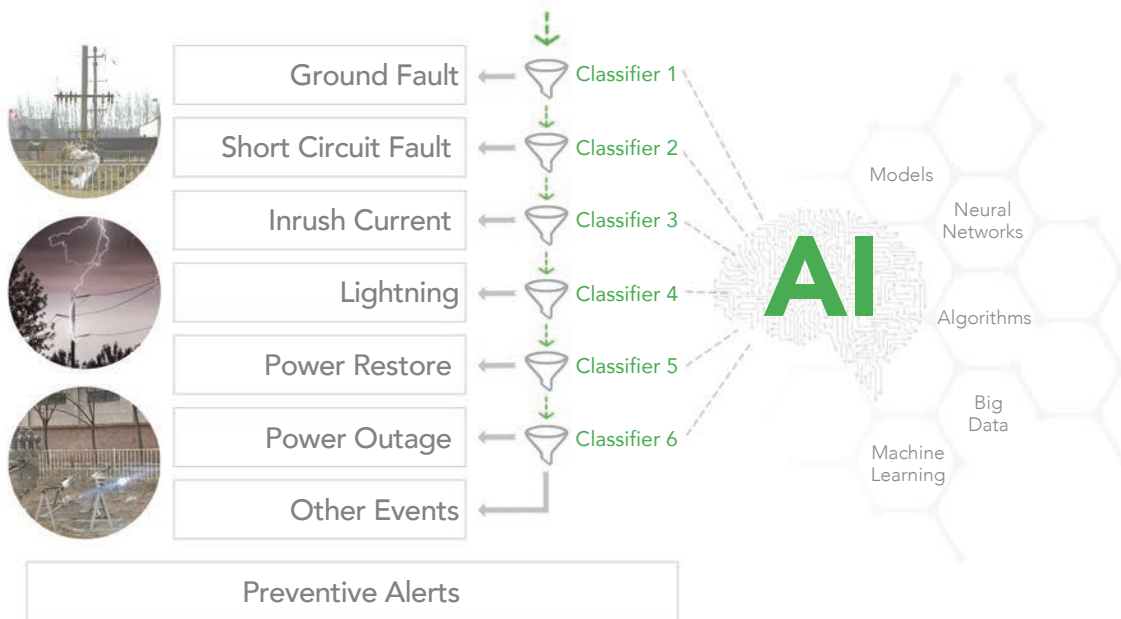 Ground Fault
Classifier 1
Short Circuit Fault
Classifier 2
Inrush Current
Classifier 3
Lightning
Classifier 4
Power Restore
Classifier 5
Power Outage
Classifier 6
Other Events
Preventive Alerts
AI
Models
Neural
Networks
Algorithms
Big
Data
Machine
Learning